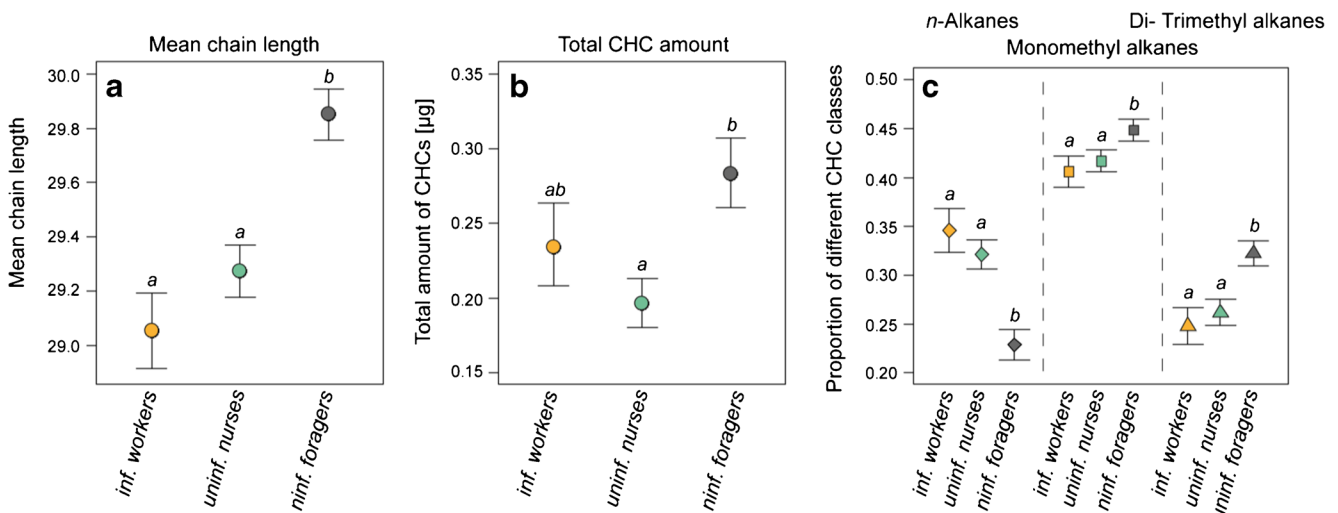 n-Alkanes
Di- Trimethyl alkanes
Monomethyl alkanes
Mean chain length
Total CHC amount
a
b
c
Mean chain length
30.0
29.8
29.6
29.4
29.2
29.0
a
a
b
inf. workers
uninf. nurses
ninf. foragers
Total amount of CHCs [µg]
0.35
0.30
0.25
0.20
0.15
ab
a
b
inf. workers
uninf. nurses
ninf. foragers
Proportion of different CHC classes
0.50
0.45
0.40
0.35
0.30
0.25
0.20
a
a
b
a
a
b
a
a
b
inf. workers
uninf. nurses
ninf. foragers
inf. workers
uninf. nurses
ninf. foragers
inf. workers
uninf. nurses
uninf. foragers